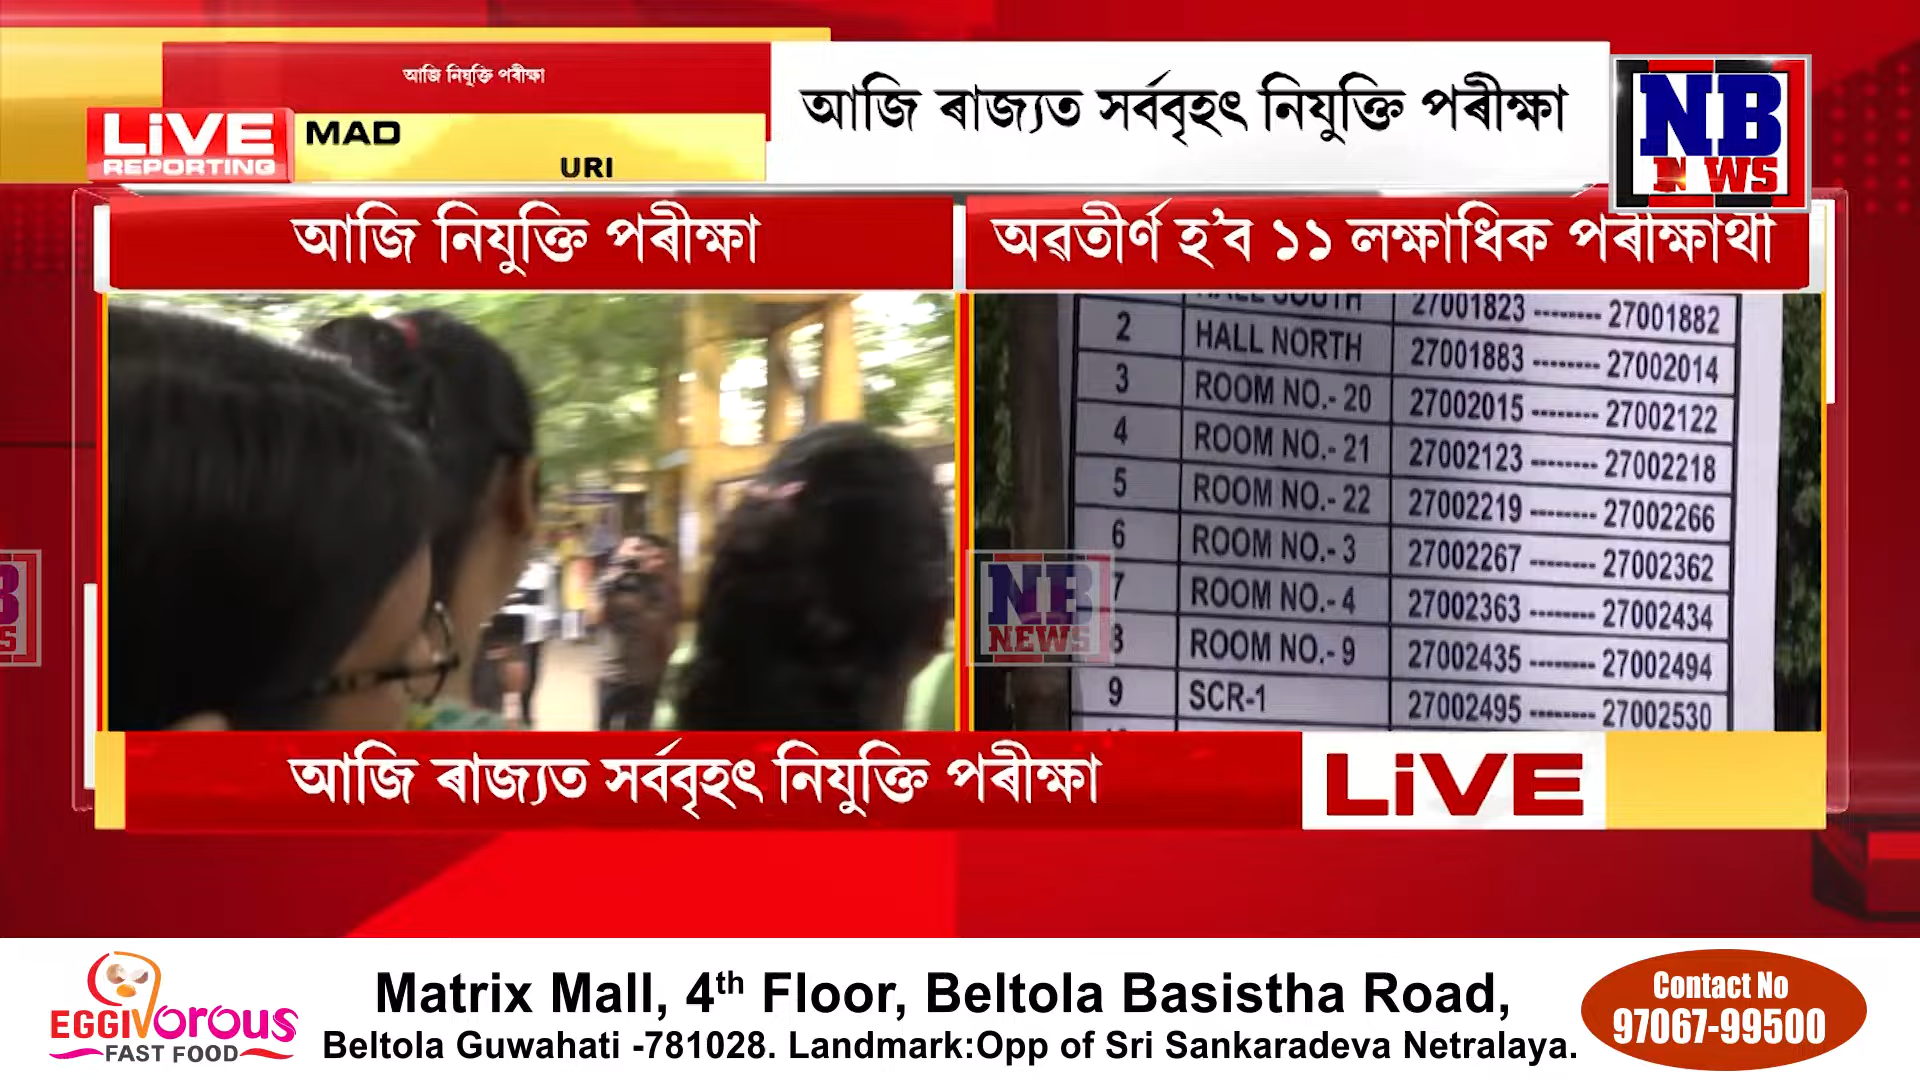 আজি নিযুক্তি পৰীক্ষা
আজি ৰাজ্যত সৰ্ববৃহৎ নিযুক্তি পৰীক্ষা
NB
NEWS
LiVE
REPORTING
MAD
URI
আজি নিযুক্তি পৰীক্ষা
অৱতীৰ্ণ হ'ব ১১ লক্ষাধিক পৰীক্ষাৰ্থী
HALL SOUTH 27001823 -------- 27001882
2 HALL NORTH 27001883 -------- 27002014
3 ROOM NO.- 20 27002015 -------- 27002122
4 ROOM NO.- 21 27002123 -------- 27002218
5 ROOM NO.- 22 27002219 -------- 27002266
6 ROOM NO.- 3 27002267 -------- 27002362
7 ROOM NO.- 4 27002363 -------- 27002434
8 ROOM NO.- 9 27002435 -------- 27002494
9 SCR-1 27002495 -------- 27002530
NB
NEWS
আজি ৰাজ্যত সৰ্ববৃহৎ নিযুক্তি পৰীক্ষা
LiVE
EGGIVOROUS
FAST FOOD
Matrix Mall, 4th Floor, Beltola Basistha Road,
Beltola Guwahati -781028. Landmark:Opp of Sri Sankaradeva Netralaya.
Contact No
97067-99500